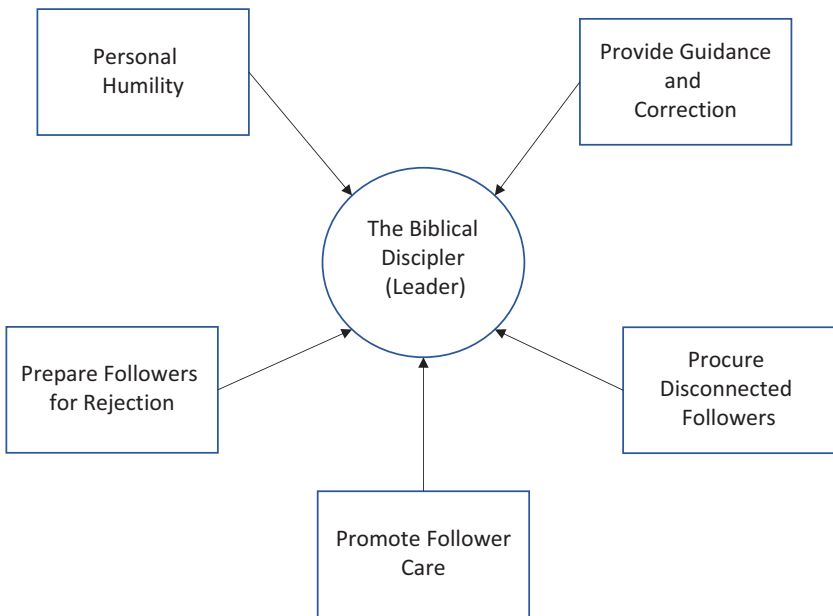 Personal
Humility
Provide Guidance
and
Correction
The Biblical
Discipler
(Leader)
Prepare Followers
for Rejection
Procure
Disconnected
Followers
Promote Follower
Care